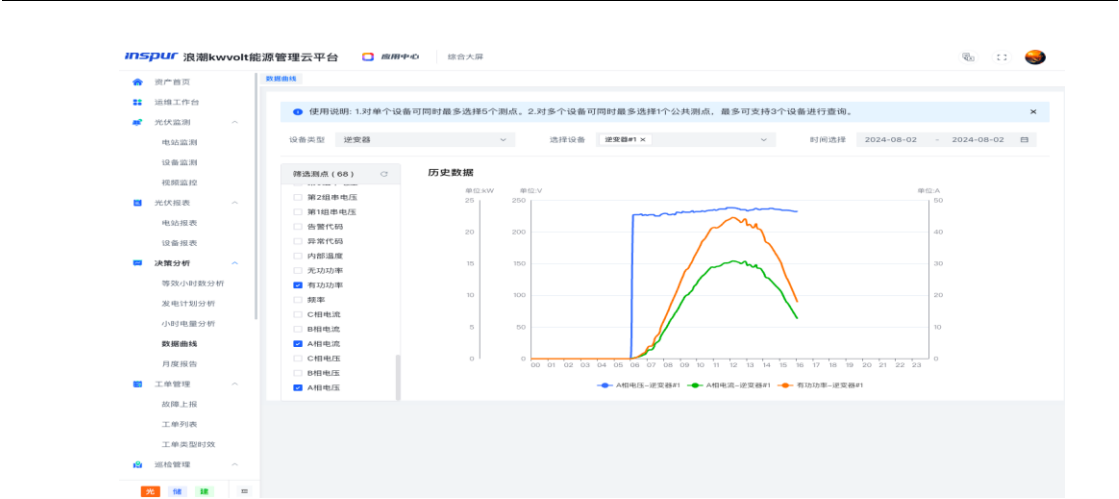 inspur 浪潮kwvolt能源管理云平台 应用中心 综合大屏
资产首页
运维工作台
光伏监测
电站监测
设备监测
视频监控
光伏报表
电站报表
设备报表
决策分析
等效小时数分析
发电计划分析
小时电量分析
数据曲线
月度报告
工单管理
故障上报
工单列表
工单类型时效
巡检管理
光 储 建
数据曲线
使用说明: 1.对单个设备可同时最多选择5个测点。2.对多个设备可同时最多选择1个公共测点，最多可支持3个设备进行查询。
设备类型 逆变器 选择设备 逆变器#1 × 时间选择 2024-08-02 - 2024-08-02
筛选测点 ( 68 )
第2组串电压
第1组串电压
告警代码
异常代码
内部温度
无功功率
有功功率
频率
C相电流
B相电流
A相电流
C相电压
B相电压
A相电压
历史数据
单位:kW 单位:V 单位:A
25 250 50
20 200 40
15 150 30
10 100 20
5 50 10
0 0 0
00 01 02 03 04 05 06 07 08 09 10 11 12 13 14 15 16 17 18 19 20 21 22 23
A相电压-逆变器#1 A相电流-逆变器#1 有功功率-逆变器#1